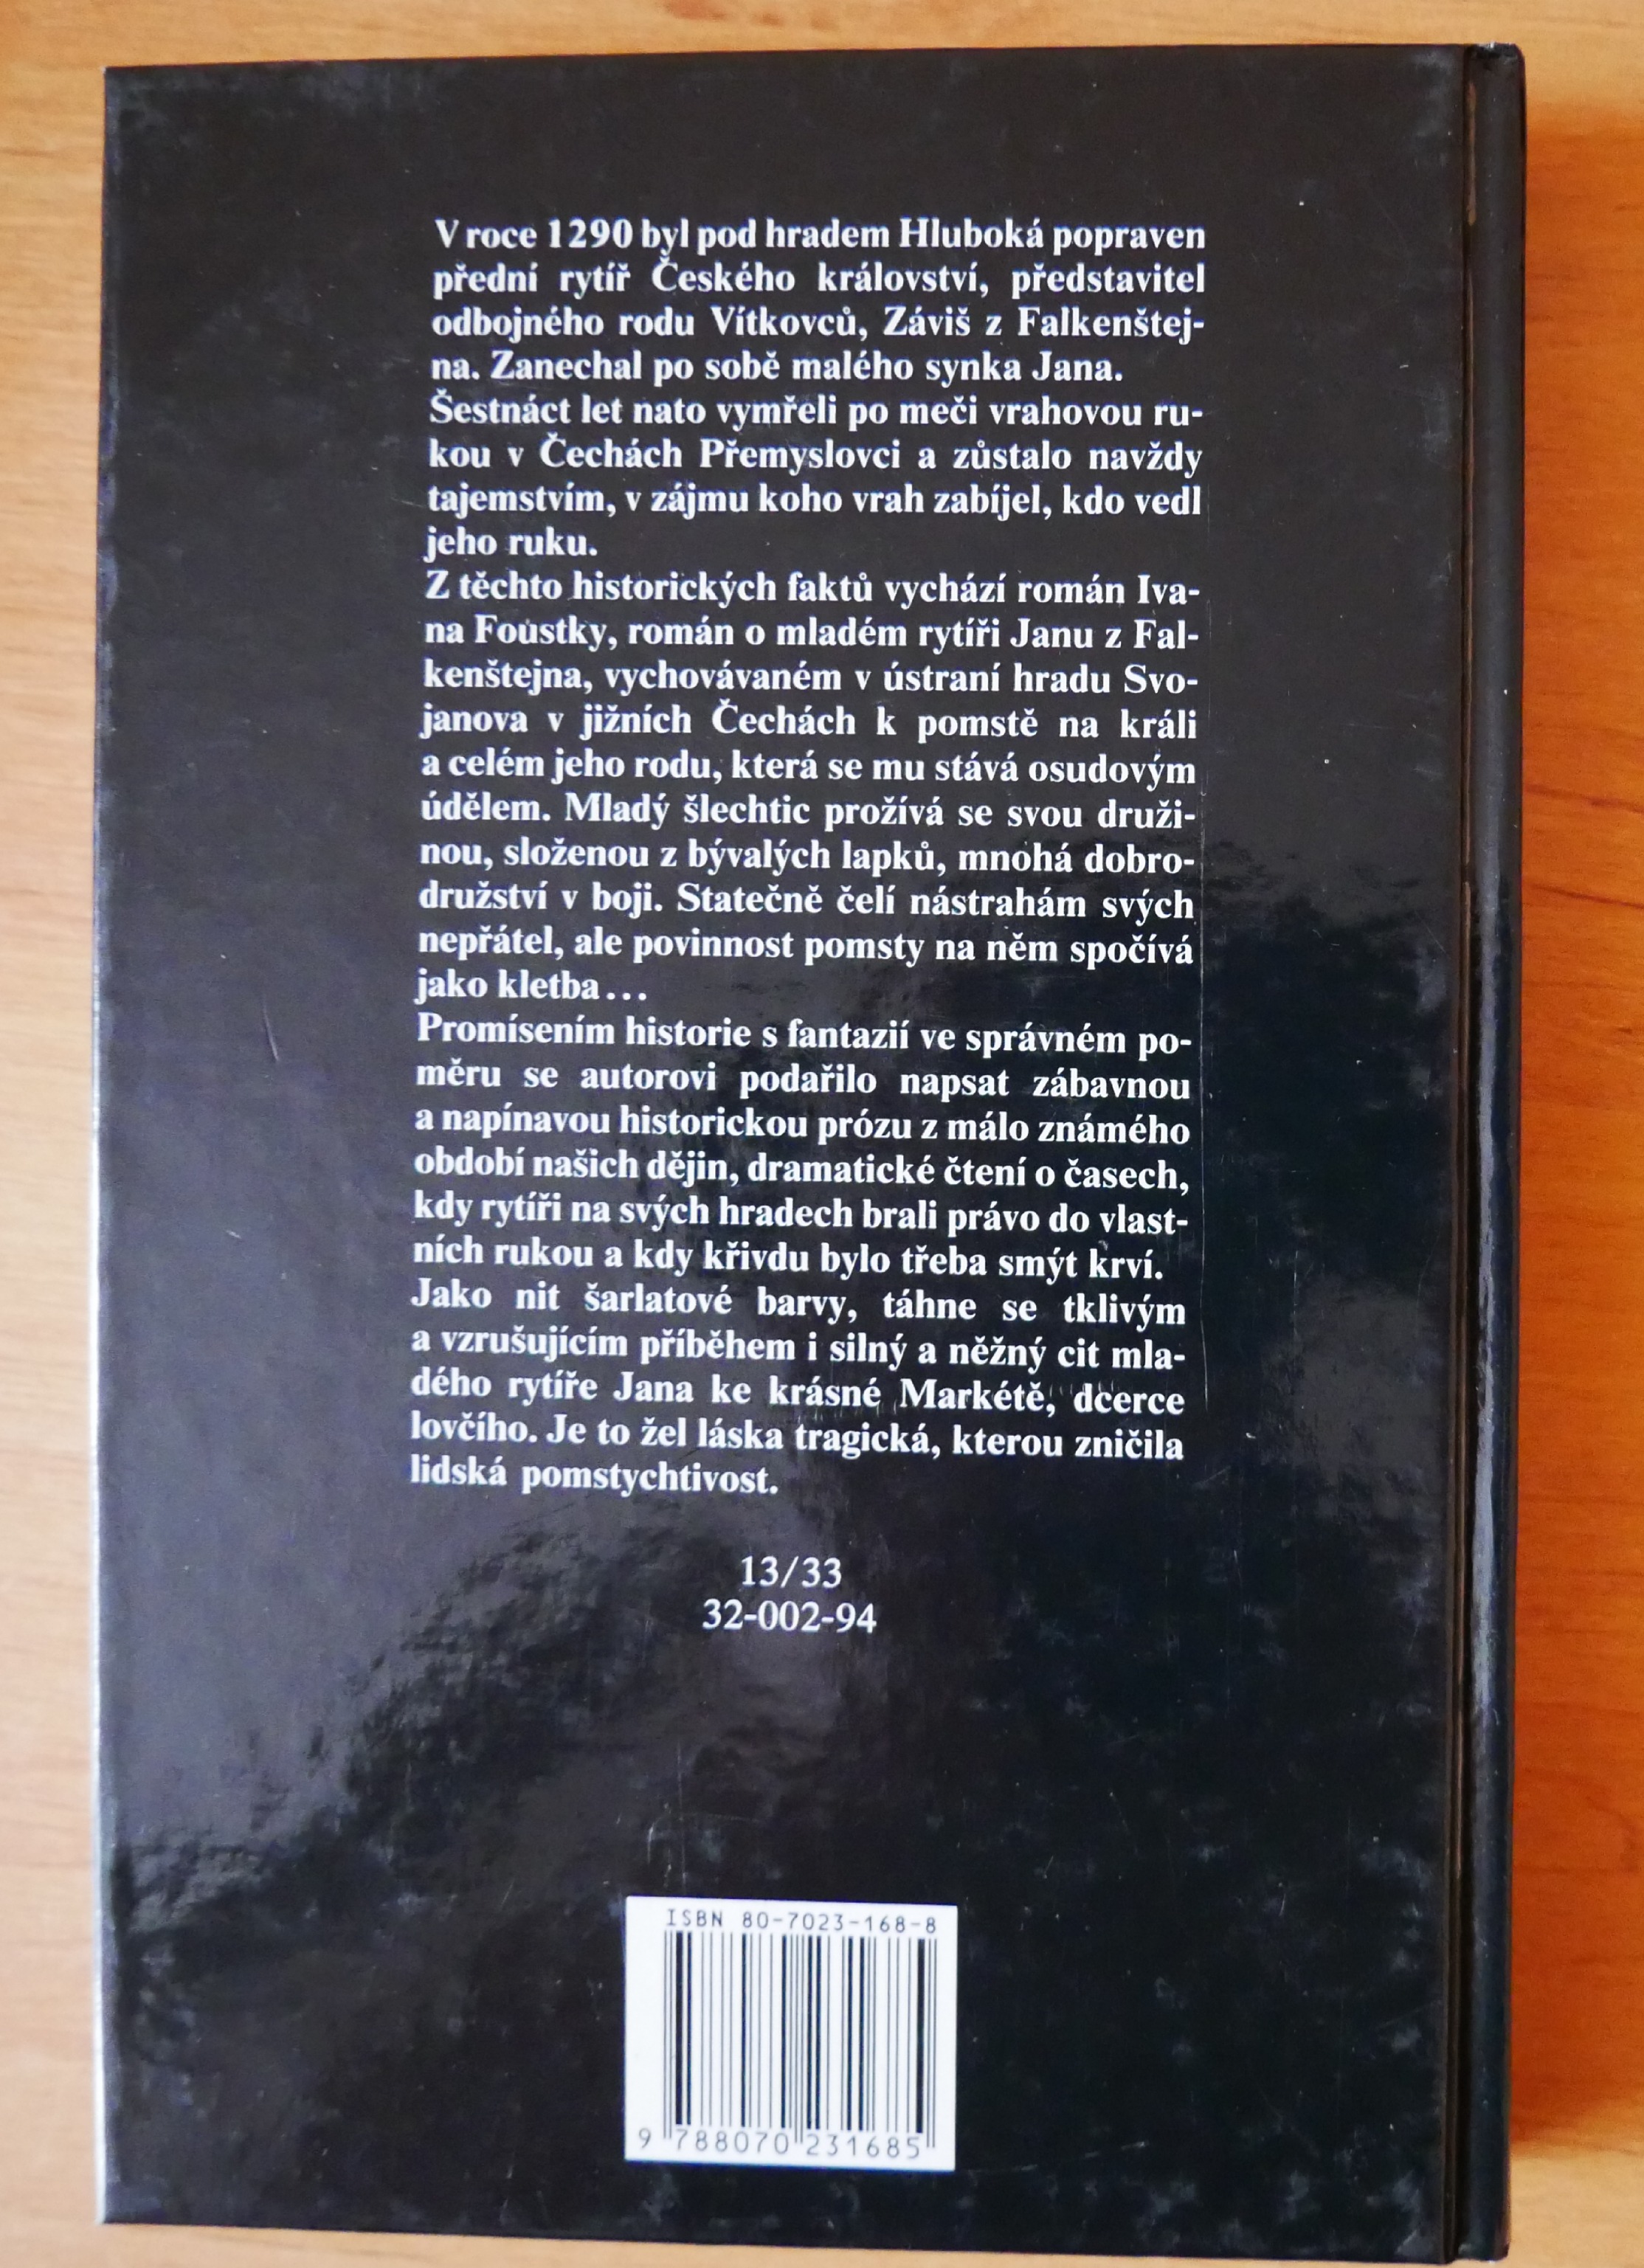 V roce 1290 byl pod hradem Hluboká popraven
přední rytíř Českého království, představitel
odbojného rodu Vítkovců, Záviš z Falkenštej-
na. Zanechal po sobě malého synka Jana.
Šestnáct let nato vymřeli po meči vrahovou ru-
kou v Čechách Přemyslovci a zůstalo navždy
tajemstvím, v zájmu koho vrah zabíjel, kdo vedl
jeho ruku.
Z těchto historických faktů vychází román Iva-
na Foustky, román o mladém rytíři Janu z Fal-
kenštejna, vychovávaném v ústraní hradu Svo-
janova v jižních Čechách k pomstě na králi
a celém jeho rodu, která se mu stává osudovým
údělem. Mladý šlechtic prožívá se svou druži-
nou, složenou z bývalých lapků, mnohá dobro-
družství v boji. Statečně čelí nástrahám svých
nepřátel, ale povinnost pomsty na něm spočívá
jako kletba...
Promísením historie s fantazií ve správném po-
měru se autorovi podařilo napsat zábavnou
a napínavou historickou prózu z málo známého
období našich dějin, dramatické čtení o časech,
kdy rytíři na svých hradech brali právo do vlast-
ních rukou a kdy křivdu bylo třeba smýt krví.
Jako nit šarlatové barvy, táhne se tklivým
a vzrušujícím příběhem i silný a něžný cit mla-
dého rytíře Jana ke krásné Markétě, dcerce
lovčího. Je to žel láska tragická, kterou zničila
lidská pomstychtivost.
13/33
32-002-94
ISBN 80-7023-168-8
9 788070 231685